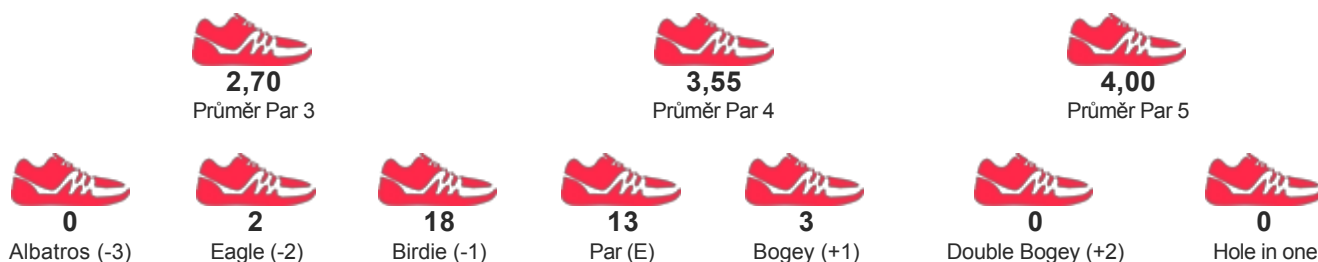 2,70 3,55 4,00
Průměr Par 3 Průměr Par 4 Průměr Par 5
0 2 18 13 3 0 0
Albatros (-3) Eagle (-2) Birdie (-1) Par (E) Bogey (+1) Double Bogey (+2) Hole in one